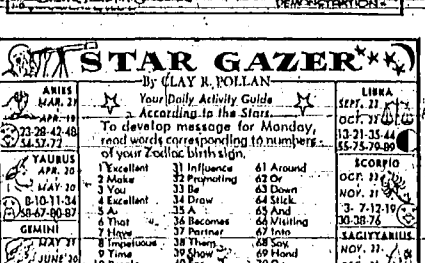 DEMONSTRATION
STAR GAZER
By CLAY R. POLLAN
Your Daily Activity Guide
According to the Stars.
To develop message for Monday,
read words corresponding to numbers
of your Zodiac birth sign.
ARIES
MAR. 21
APR. 19
23-28-42-48
54-57-72
TAURUS
APR. 20
MAY 20
8-10-11-34
58-67-80-87
GEMINI
MAY 21
JUNE 20
1 Excellent
2 Make
3 You
4 Excellent
5 A
6 That
7 Have
8 Impetuous
9 Time
31 Influence
32 Promoting
33 Be
34 Draw
35 A
36 Becomes
37 Partner
38 Them
39 Show
61 Around
62 Or
63 Down
64 Stick
65 And
66 Visiting
67 Into
68 Say
69 Hand
LIBRA
SEPT. 23
OCT. 22
13-21-35-44
55-75-79-89
SCORPIO
OCT. 23
NOV. 21
3- 7-12-19
30-38-76
SAGITTARIUS
NOV. 22